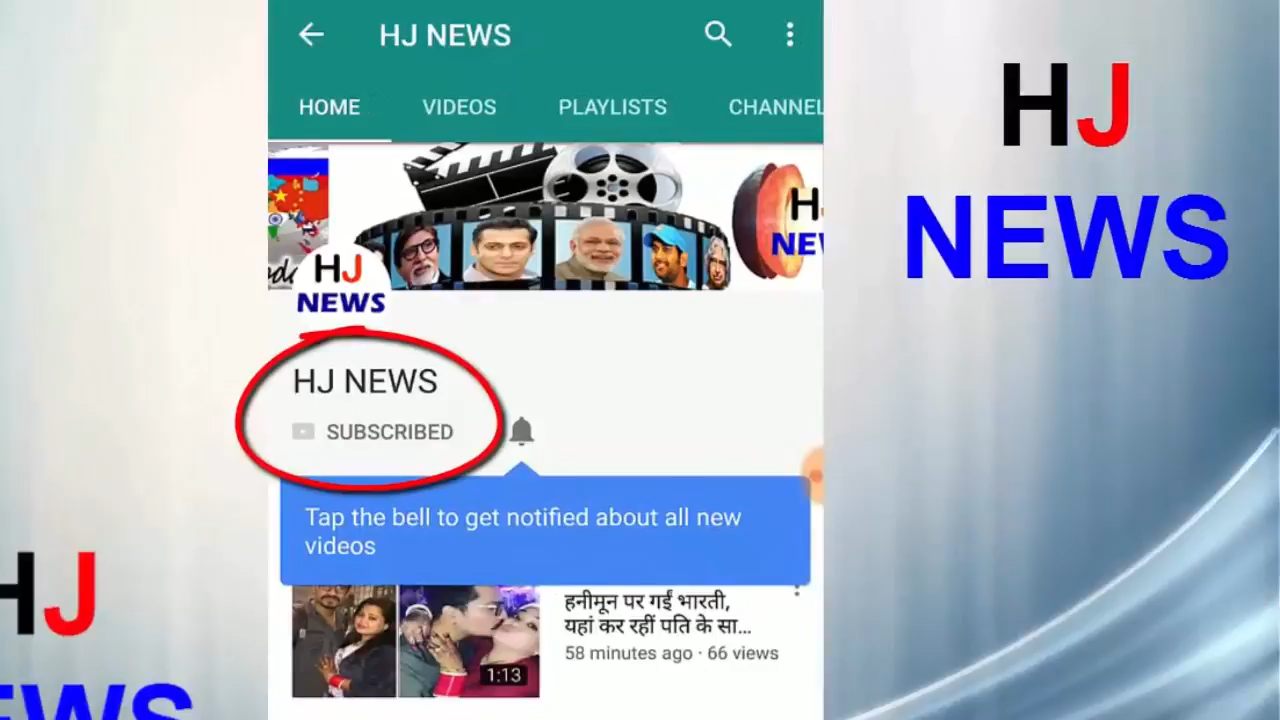 HJ NEWS
HOME VIDEOS PLAYLISTS CHANNEL
HJ
NEWS
HJ
NEWS
HJ NEWS
SUBSCRIBED
Tap the bell to get notified about all new
videos
हनीमून पर गईं भारती,
यहां कर रहीं पति के सा...
58 minutes ago · 66 views
1:13
HJ
NEWS